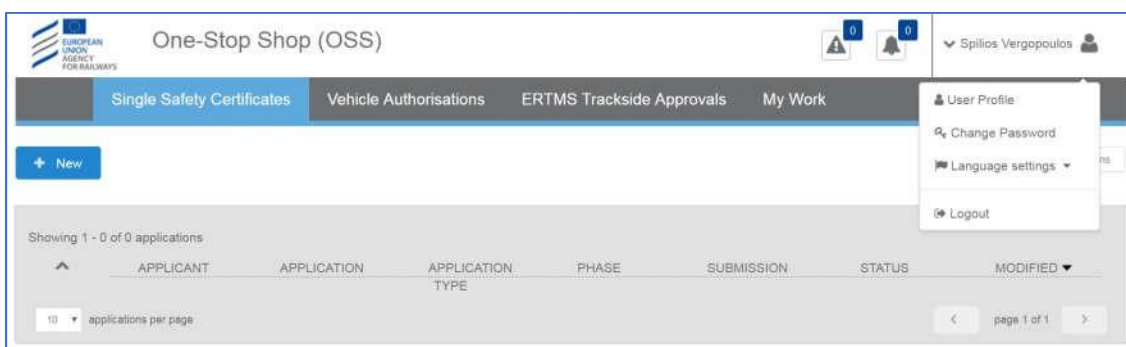 EUROPEAN
UNION
AGENCY
FOR RAILWAYS
One-Stop Shop (OSS)
0
0
Spilios Vergopoulos
Single Safety Certificates
Vehicle Authorisations
ERTMS Trackside Approvals
My Work
User Profile
Change Password
Language settings
Logout
+ New
Showing 1 - 0 of 0 applications
APPLICANT
APPLICATION
APPLICATION
TYPE
PHASE
SUBMISSION
STATUS
MODIFIED
10
applications per page
< page 1 of 1 >